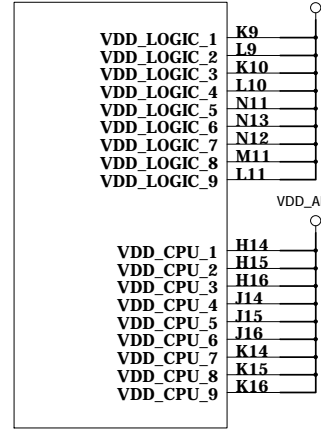 VDD_LOGIC_1 K9
VDD_LOGIC_2 L9
VDD_LOGIC_3 K10
VDD_LOGIC_4 L10
VDD_LOGIC_5 N11
VDD_LOGIC_6 N13
VDD_LOGIC_7 N12
VDD_LOGIC_8 M11
VDD_LOGIC_9 L11
VDD_A
VDD_CPU_1 H14
VDD_CPU_2 H15
VDD_CPU_3 H16
VDD_CPU_4 J14
VDD_CPU_5 J15
VDD_CPU_6 J16
VDD_CPU_7 K14
VDD_CPU_8 K15
VDD_CPU_9 K16